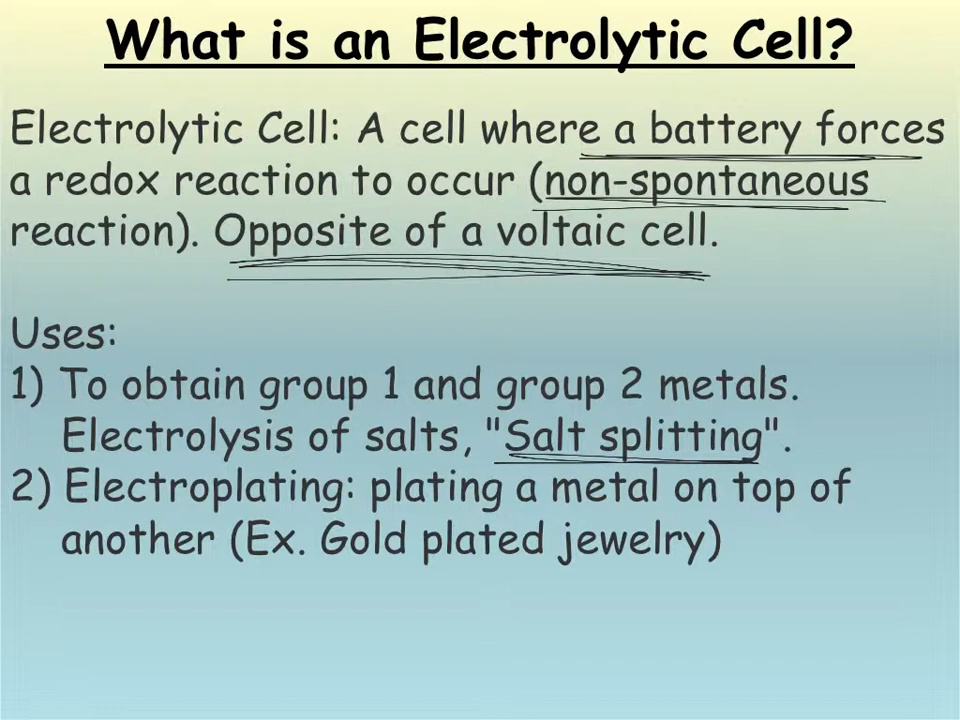 What is an Electrolytic Cell?
Electrolytic Cell: A cell where a battery forces
a redox reaction to occur (non-spontaneous
reaction). Opposite of a voltaic cell.
Uses:
1) To obtain group 1 and group 2 metals.
Electrolysis of salts, "Salt splitting".
2) Electroplating: plating a metal on top of
another (Ex. Gold plated jewelry)